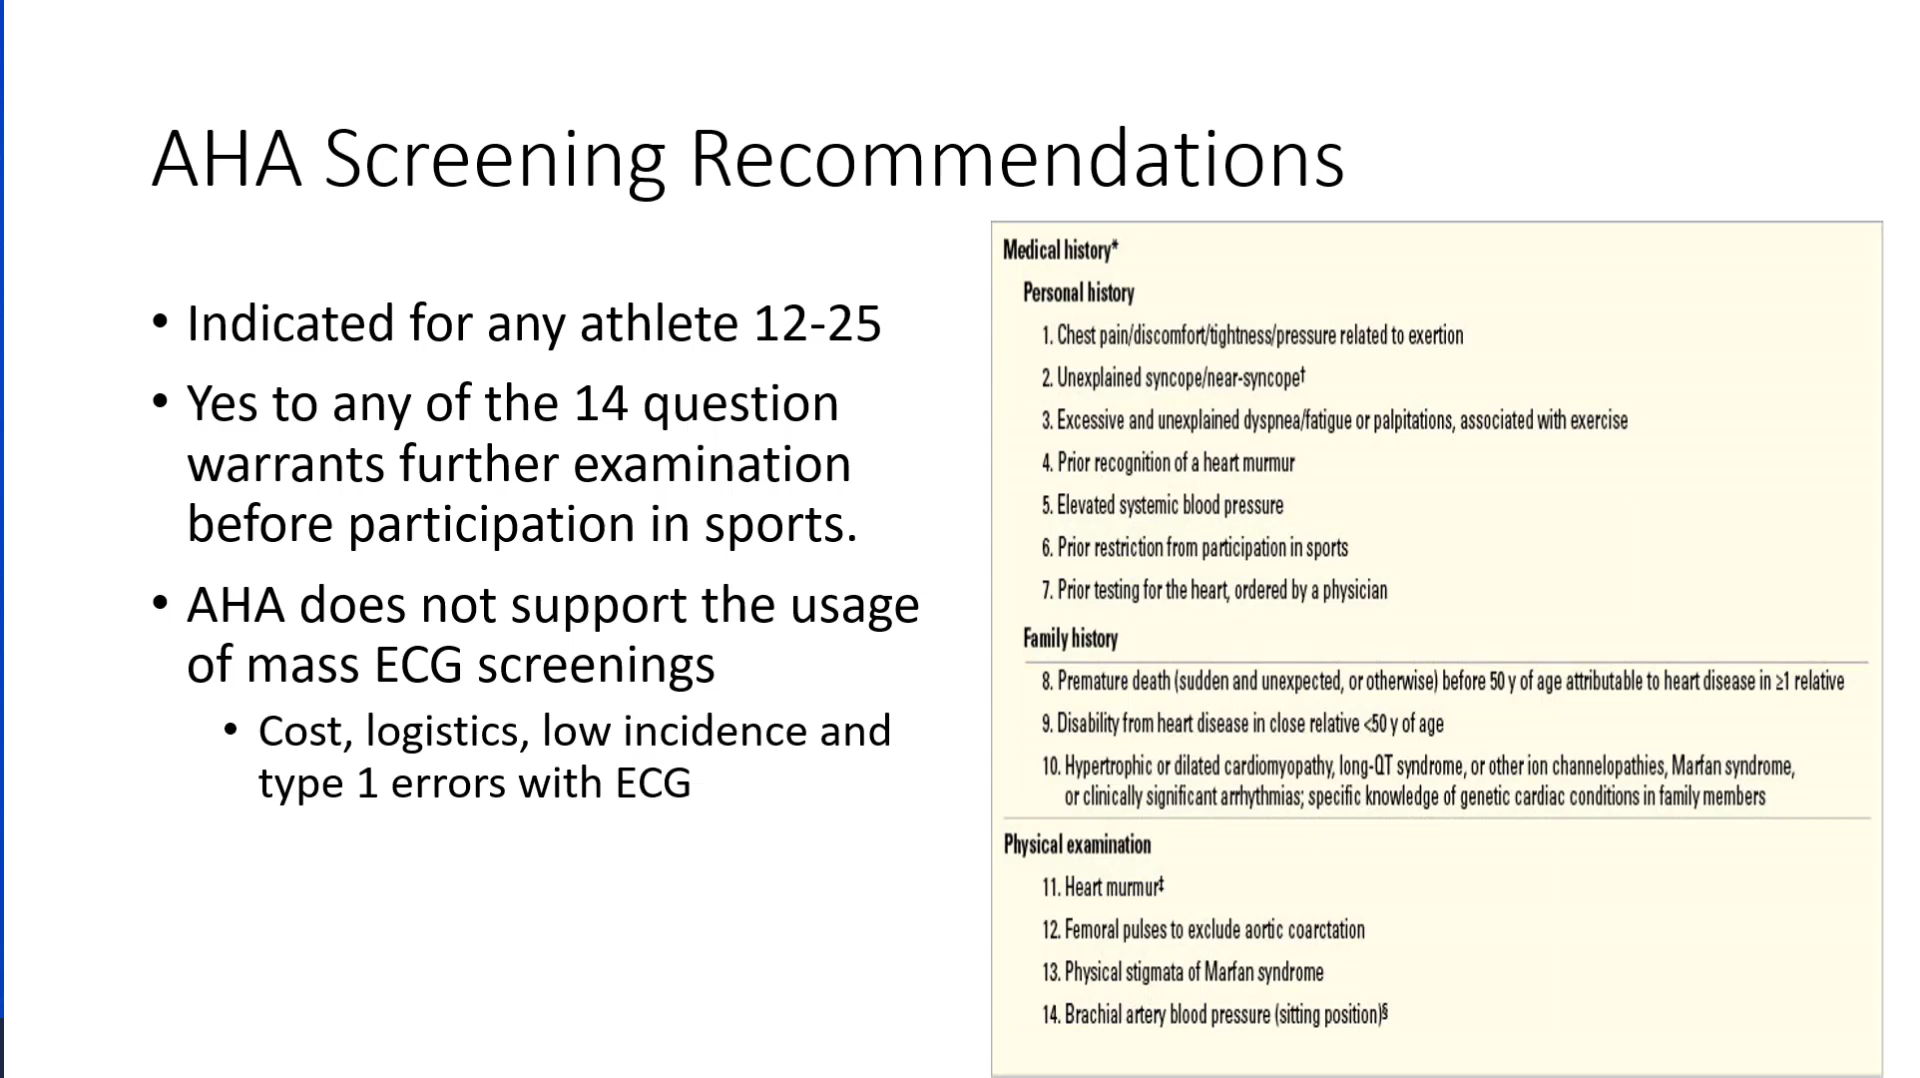 AHA Screening Recommendations
• Indicated for any athlete 12-25
• Yes to any of the 14 question
warrants further examination
before participation in sports.
• AHA does not support the usage
of mass ECG screenings
• Cost, logistics, low incidence and
type 1 errors with ECG
Medical history*
Personal history
1. Chest pain/discomfort/tightness/pressure related to exertion
2. Unexplained syncope/near-syncope†
3. Excessive and unexplained dyspnea/fatigue or palpitations, associated with exercise
4. Prior recognition of a heart murmur
5. Elevated systemic blood pressure
6. Prior restriction from participation in sports
7. Prior testing for the heart, ordered by a physician
Family history
8. Premature death (sudden and unexpected, or otherwise) before 50 y of age attributable to heart disease in ≥1 relative
9. Disability from heart disease in close relative <50 y of age
10. Hypertrophic or dilated cardiomyopathy, long-QT syndrome, or other ion channelopathies, Marfan syndrome,
or clinically significant arrhythmias; specific knowledge of genetic cardiac conditions in family members
Physical examination
11. Heart murmur‡
12. Femoral pulses to exclude aortic coarctation
13. Physical stigmata of Marfan syndrome
14. Brachial artery blood pressure (sitting position)§